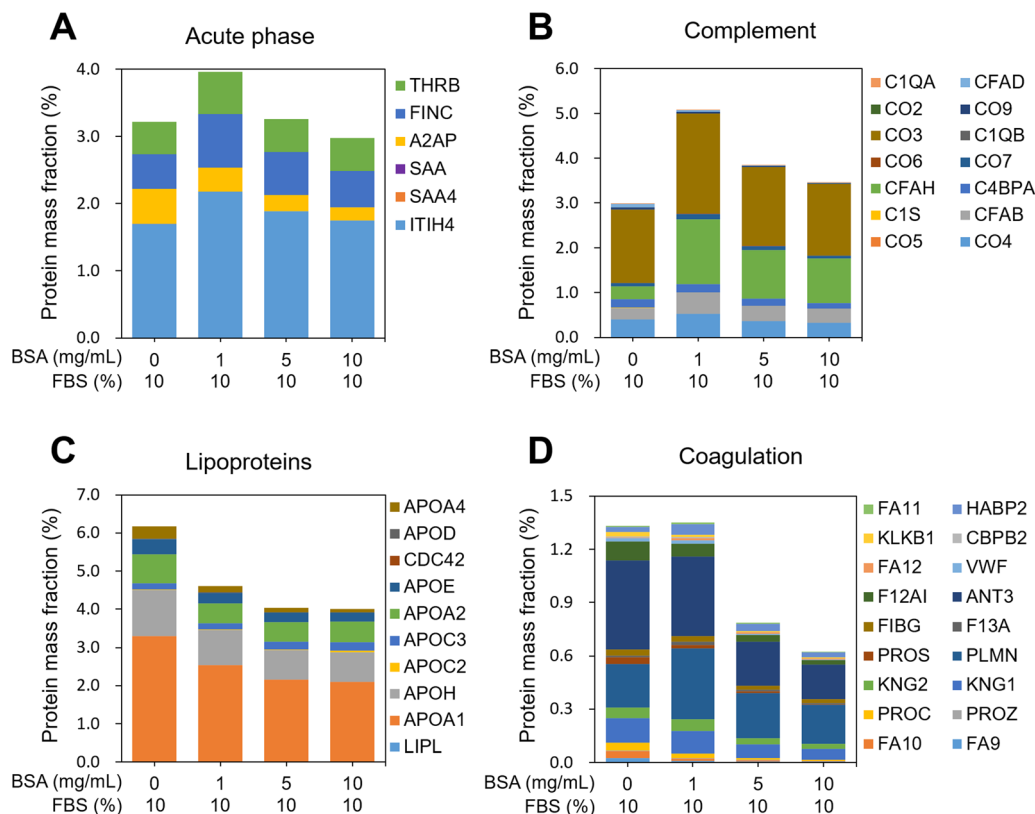 A
Acute phase
Protein mass fraction (%)
4.0
3.0
2.0
1.0
0.0
THRB
FINC
A2AP
SAA
SAA4
ITIH4
BSA (mg/mL) 0 1 5 10
FBS (%) 10 10 10 10
B
Complement
Protein mass fraction (%)
6.0
5.0
4.0
3.0
2.0
1.0
0.0
C1QA CFAD
CO2 CO9
CO3 C1QB
CO6 CO7
CFAH C4BPA
C1S CFAB
CO5 CO4
BSA (mg/mL) 0 1 5 10
FBS (%) 10 10 10 10
C
Lipoproteins
Protein mass fraction (%)
7.0
6.0
5.0
4.0
3.0
2.0
1.0
0.0
APOA4
APOD
CDC42
APOE
APOA2
APOC3
APOC2
APOH
APOA1
LIPL
BSA (mg/mL) 0 1 5 10
FBS (%) 10 10 10 10
D
Coagulation
Protein mass fraction (%)
1.5
1.2
0.9
0.6
0.3
0.0
FA11 HABP2
KLKB1 CBPB2
FA12 VWF
F12AI ANT3
FIBG F13A
PROS PLMN
KNG2 KNG1
PROC PROZ
FA10 FA9
BSA (mg/mL) 0 1 5 10
FBS (%) 10 10 10 10